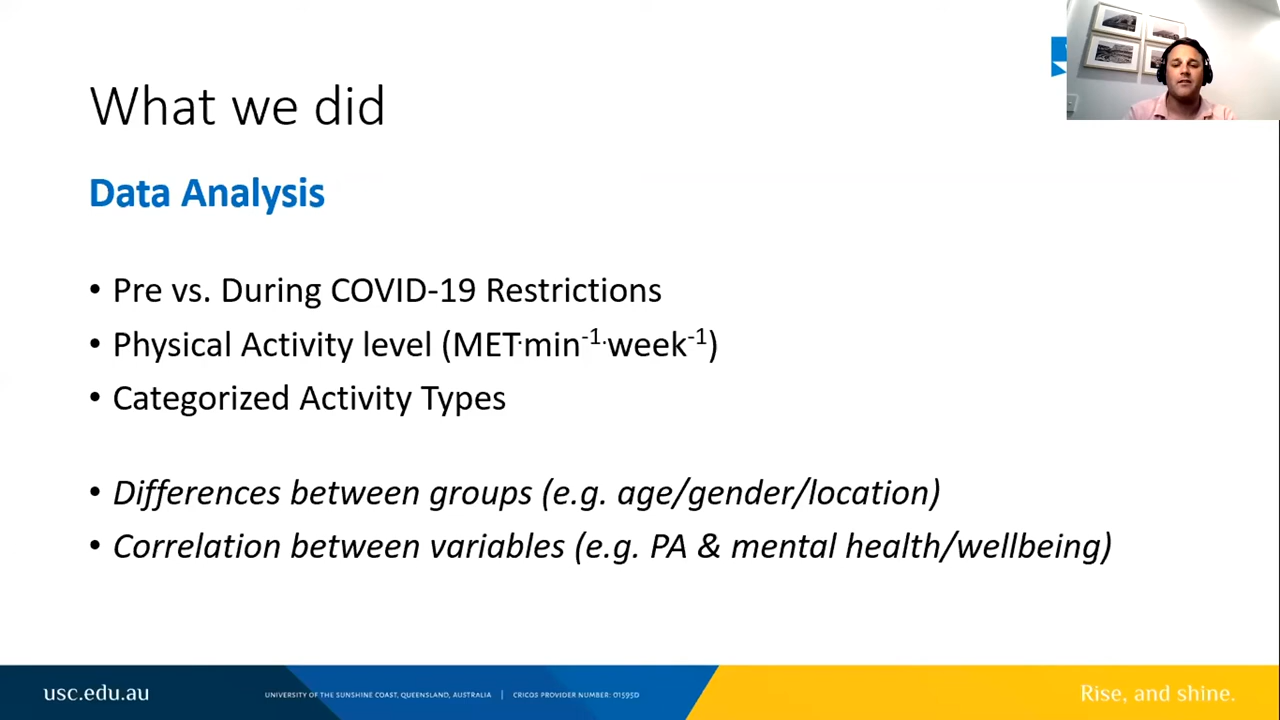 What we did
Data Analysis
• Pre vs. During COVID-19 Restrictions
• Physical Activity level (MET·min⁻¹·week⁻¹)
• Categorized Activity Types
• Differences between groups (e.g. age/gender/location)
• Correlation between variables (e.g. PA & mental health/wellbeing)
usc.edu.au
UNIVERSITY OF THE SUNSHINE COAST, QUEENSLAND, AUSTRALIA | CRICOS PROVIDER NUMBER: 01595D
Rise, and shine.